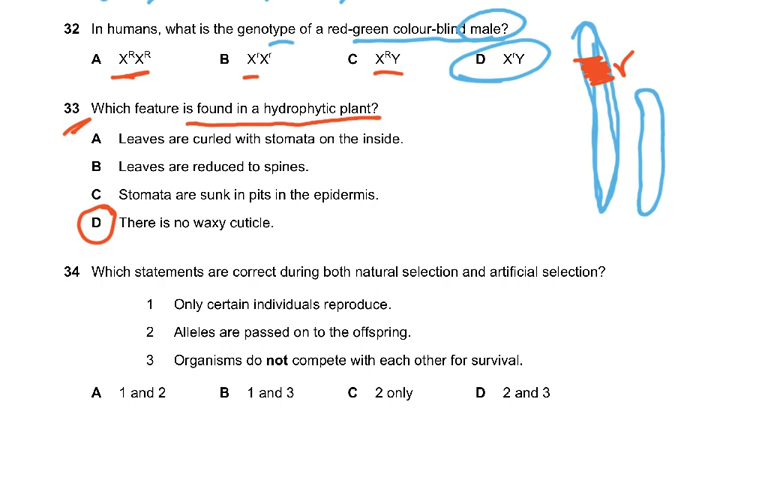 32 In humans, what is the genotype of a red-green colour-blind male?
A XᴿXᴿ B XʳXʳ C XᴿY D XʳY
r
33 Which feature is found in a hydrophytic plant?
A Leaves are curled with stomata on the inside.
B Leaves are reduced to spines.
C Stomata are sunk in pits in the epidermis.
D There is no waxy cuticle.
34 Which statements are correct during both natural selection and artificial selection?
1 Only certain individuals reproduce.
2 Alleles are passed on to the offspring.
3 Organisms do not compete with each other for survival.
A 1 and 2 B 1 and 3 C 2 only D 2 and 3